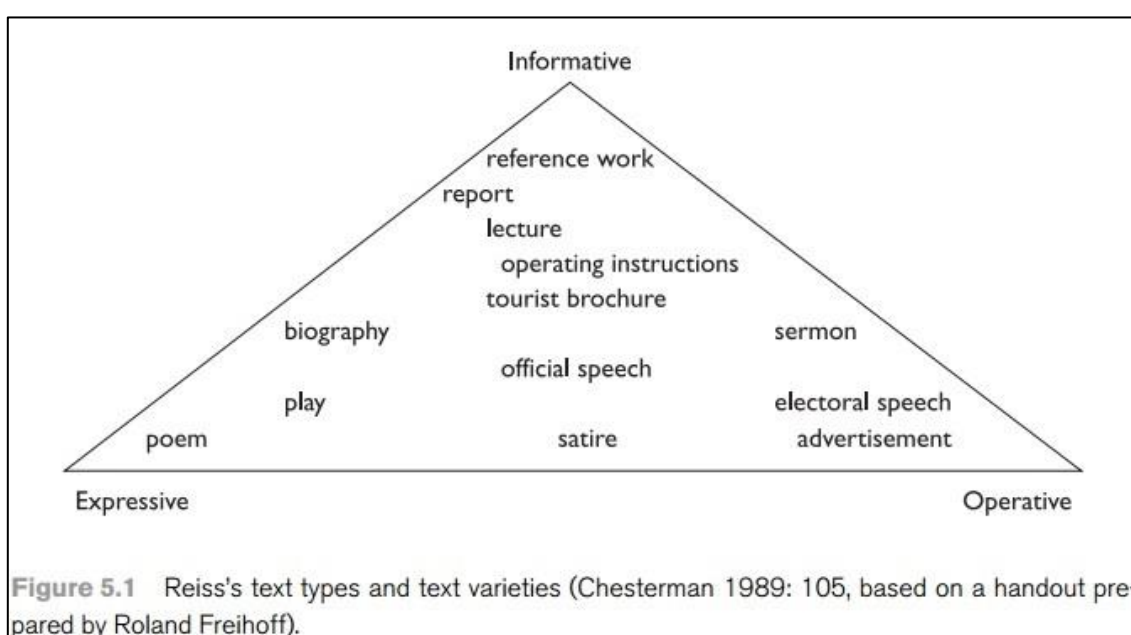 Informative
reference work
report
lecture
operating instructions
tourist brochure
biography sermon
official speech
play electoral speech
poem satire advertisement
Expressive Operative
Figure 5.1 Reiss's text types and text varieties (Chesterman 1989: 105, based on a handout pre-
pared by Roland Freihoff).